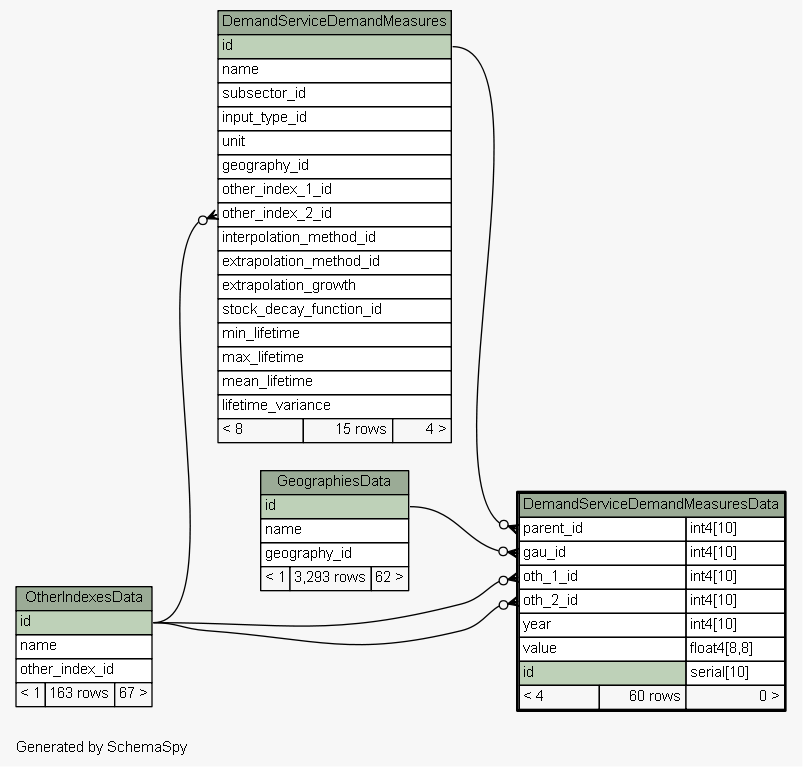 DemandServiceDemandMeasures
id
name
subsector_id
input_type_id
unit
geography_id
other_index_1_id
other_index_2_id
interpolation_method_id
extrapolation_method_id
extrapolation_growth
stock_decay_function_id
min_lifetime
max_lifetime
mean_lifetime
lifetime_variance
< 8 15 rows 4 >
GeographiesData
id
name
geography_id
< 1 3,293 rows 62 >
DemandServiceDemandMeasuresData
parent_id int4[10]
gau_id int4[10]
oth_1_id int4[10]
oth_2_id int4[10]
year int4[10]
value float4[8,8]
id serial[10]
< 4 60 rows 0 >
OtherIndexesData
id
name
other_index_id
< 1 163 rows 67 >
Generated by SchemaSpy